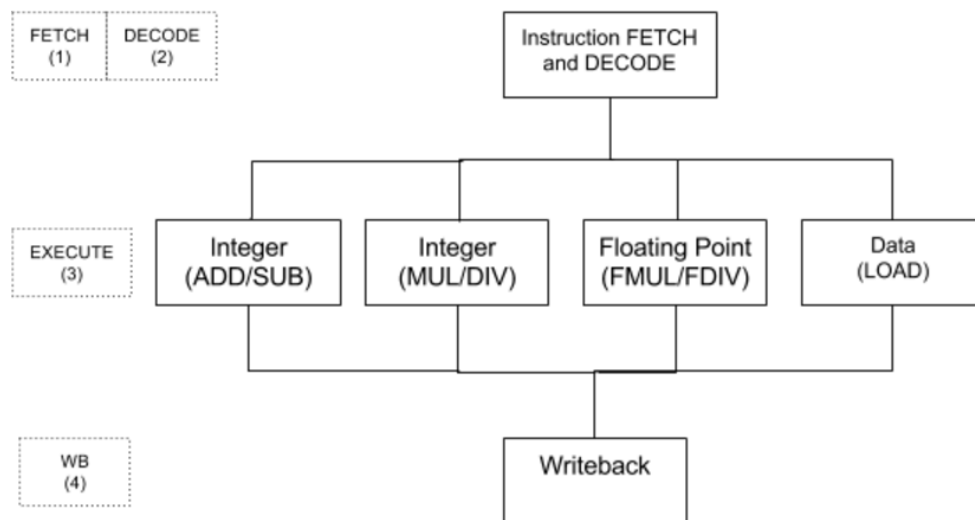 FETCH
(1)
DECODE
(2)
Instruction FETCH
and DECODE
EXECUTE
(3)
Integer
(ADD/SUB)
Integer
(MUL/DIV)
Floating Point
(FMUL/FDIV)
Data
(LOAD)
WB
(4)
Writeback